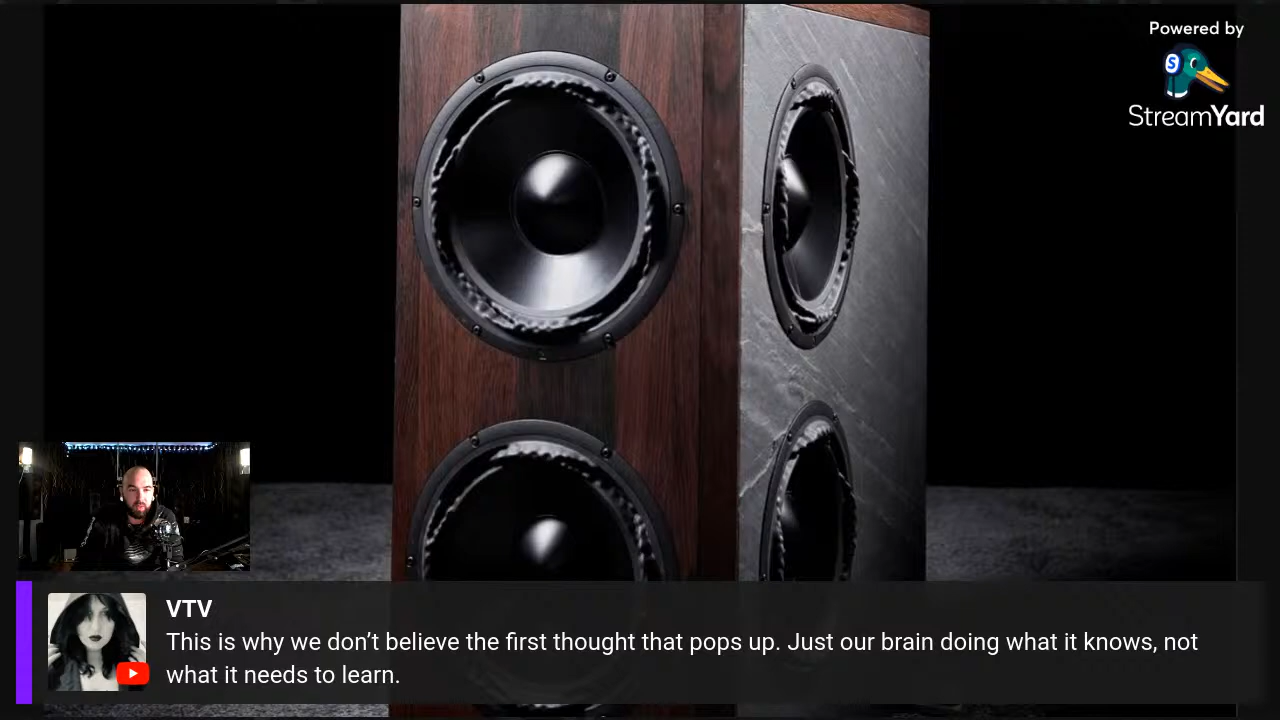 Powered by
S
StreamYard
VTV
This is why we don’t believe the first thought that pops up. Just our brain doing what it knows, not
what it needs to learn.